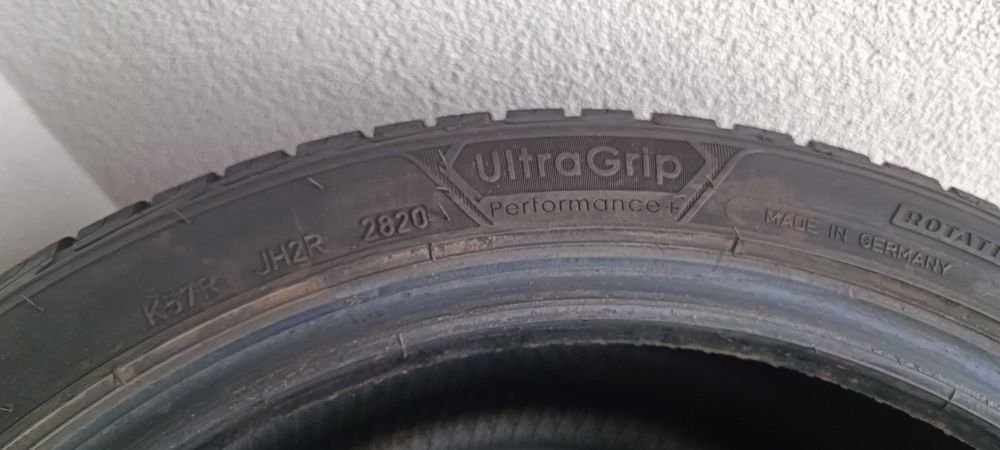 K57R JH2R 2820
UltraGrip
Performance+
MADE IN GERMANY